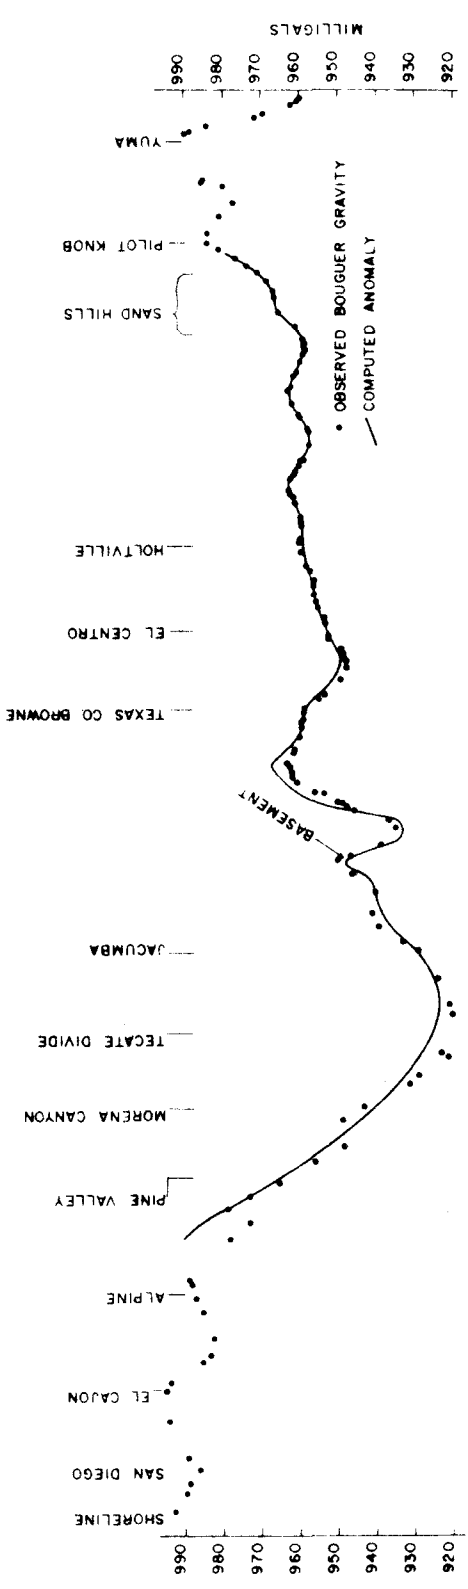 MILLIGALS
990 980 970 960 950 940 930 920
YUMA
PILOT KNOB
SAND HILLS
• OBSERVED BOUGUER GRAVITY
/ COMPUTED ANOMALY
HOLTVILLE
EL CENTRO
TEXAS CO BROWNE
BASEMENT
JACUMBA
TECATE DIVIDE
MORENA CANYON
PINE VALLEY
ALPINE
EL CAJON
SAN DIEGO
SHORELINE
990 980 970 960 950 940 930 920